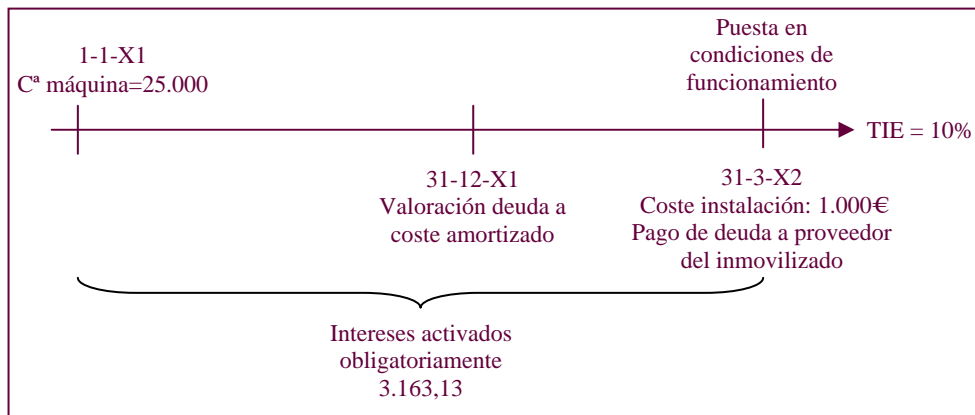 1-1-X1
Cª máquina=25.000
Puesta en
condiciones de
funcionamiento
TIE = 10%
31-12-X1
Valoración deuda a
coste amortizado
31-3-X2
Coste instalación: 1.000€
Pago de deuda a proveedor
del inmovilizado
Intereses activados
obligatoriamente
3.163,13